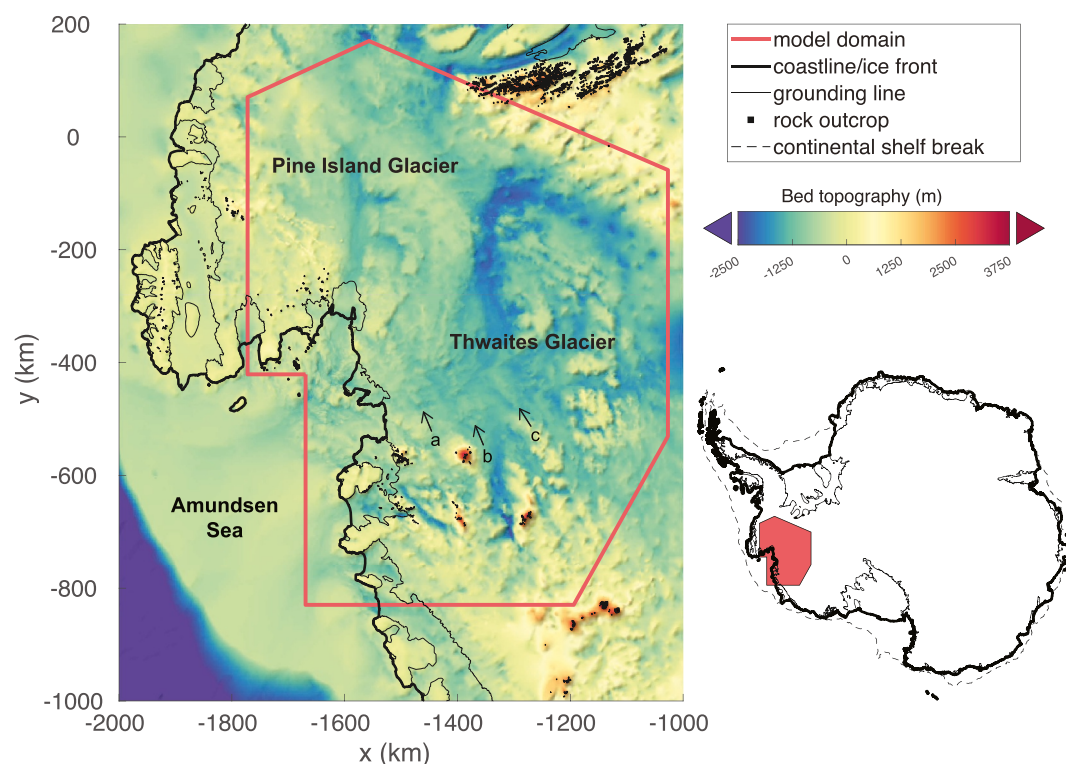 200
0
-200
-400
-600
-800
-1000
y (km)
-2000
-1800
-1600
-1400
-1200
-1000
x (km)
Pine Island Glacier
Thwaites Glacier
a
b
c
Amundsen
Sea
model domain
coastline/ice front
grounding line
rock outcrop
continental shelf break
Bed topography (m)
-2500
-1250
0
1250
2500
3750